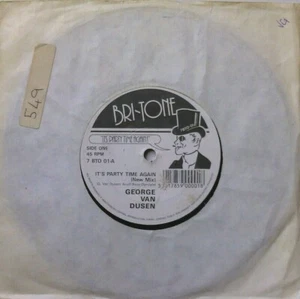 549
BRI-TONE
"IT'S PARTY TIME AGAIN"
SIDE ONE
45 RPM
7 BTO 01-A
IT'S PARTY TIME AGAIN
(New Mix)
GEORGE
VAN
DUSEN